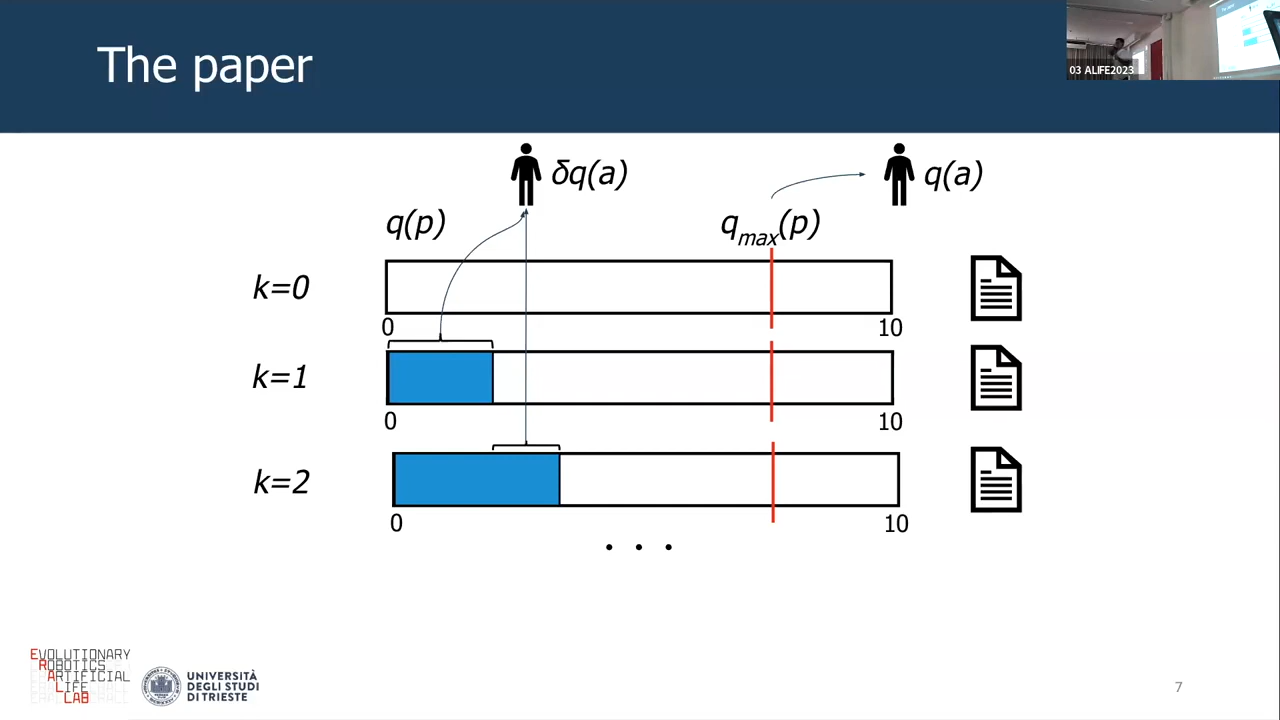 The paper
03 ALIFE2023
δq(a)
q(a)
q(p)
qmax(p)
k=0
0
10
k=1
0
10
k=2
0
10
. . .
EVOLUTIONARY
ROBOTICS
ARTIFICIAL
LIFE
LAB
UNIVERSITÀ
DEGLI STUDI
DI TRIESTE
7